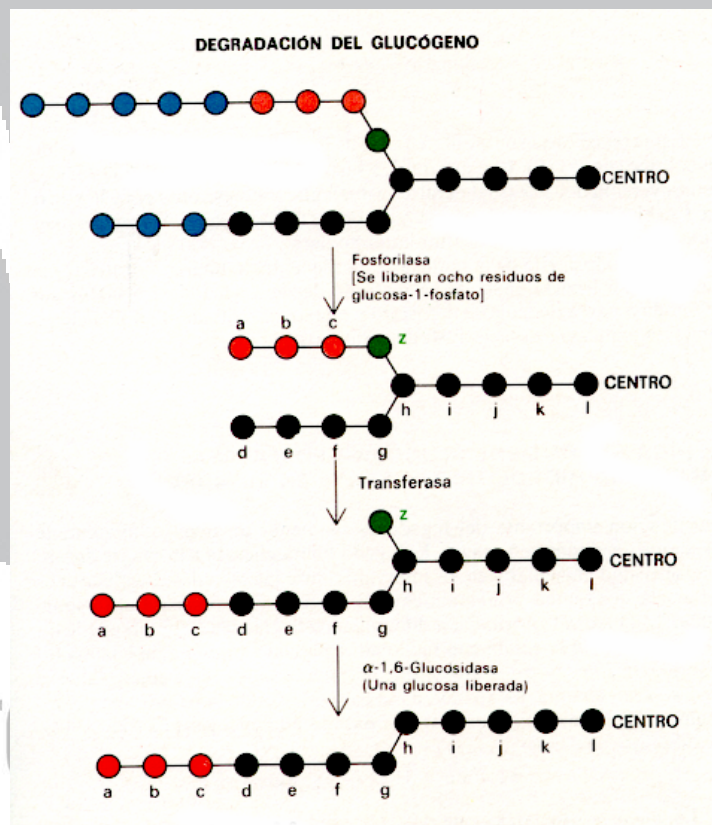 DEGRADACIÓN DEL GLUCÓGENO
CENTRO
Fosforilasa
[Se liberan ocho residuos de
glucosa-1-fosfato]
a b c z
CENTRO
h i j k l
d e f g
Transferasa
z
CENTRO
h i j k l
a b c d e f g
α-1,6-Glucosidasa
(Una glucosa liberada)
CENTRO
h i j k l
a b c d e f g